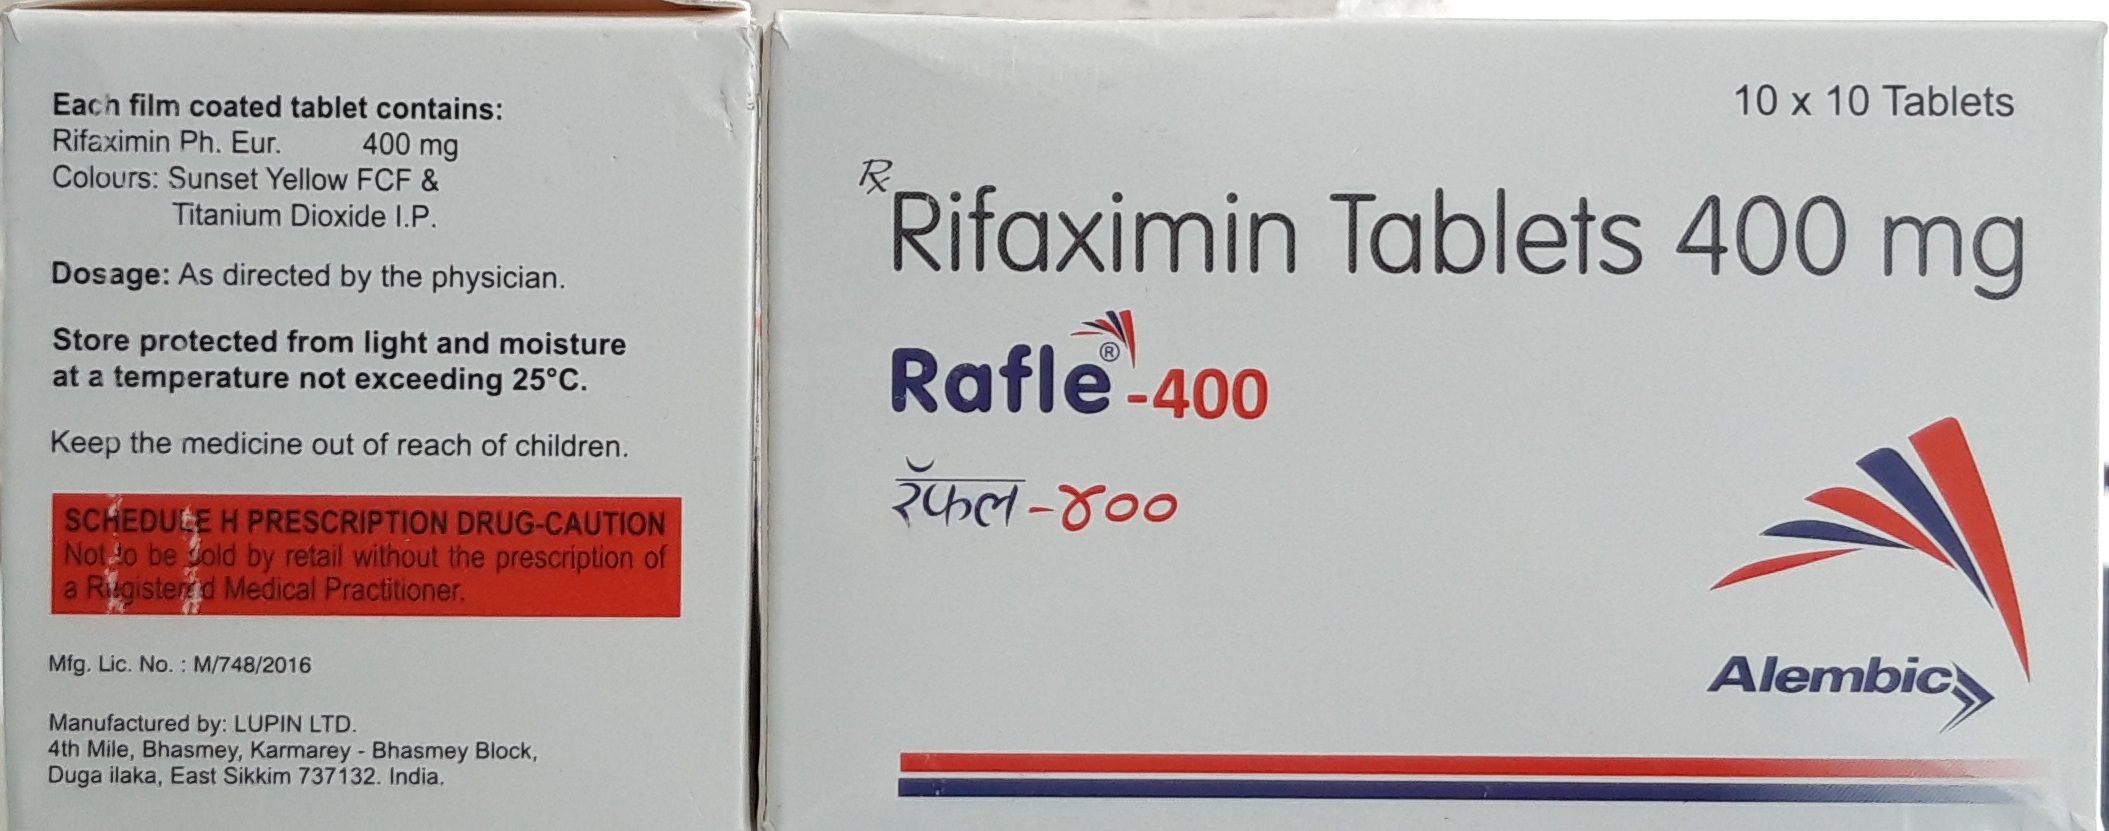 Each film coated tablet contains:
Rifaximin Ph. Eur. 400 mg
Colours: Sunset Yellow FCF &
Titanium Dioxide I.P.
Dosage: As directed by the physician.
Store protected from light and moisture
at a temperature not exceeding 25°C.
Keep the medicine out of reach of children.
SCHEDULE H PRESCRIPTION DRUG-CAUTION
Not to be sold by retail without the prescription of
a Registered Medical Practitioner.
Mfg. Lic. No. : M/748/2016
Manufactured by: LUPIN LTD.
4th Mile, Bhasmey, Karmarey - Bhasmey Block,
Duga ilaka, East Sikkim 737132. India.
10 x 10 Tablets
℞ Rifaximin Tablets 400 mg
Rafle®-400
रॅफल-४००
Alembic